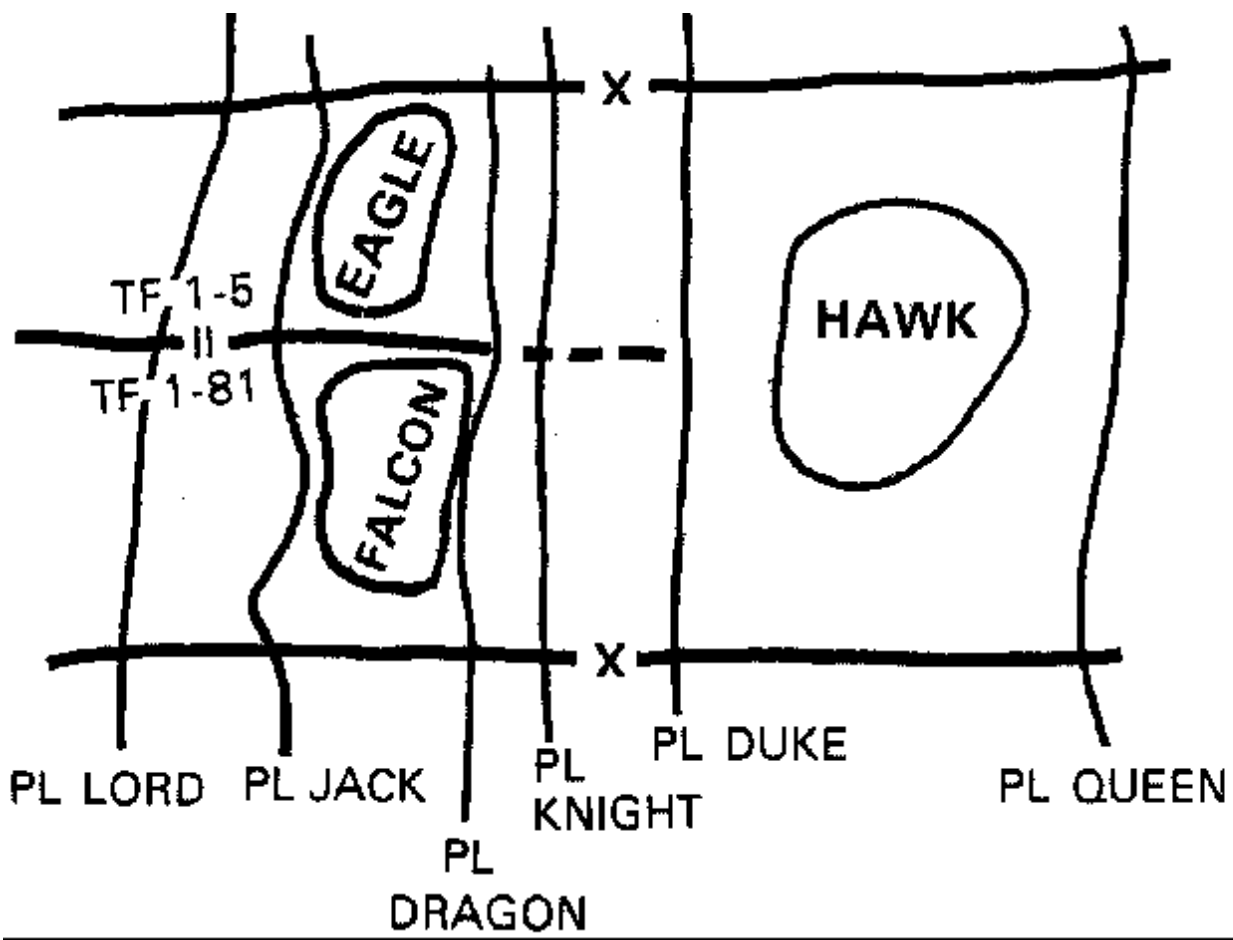 X
EAGLE
HAWK
TF 1-5
II
TF 1-81
FALCON
X
PL LORD
PL JACK
PL
KNIGHT
PL DUKE
PL QUEEN
PL
DRAGON